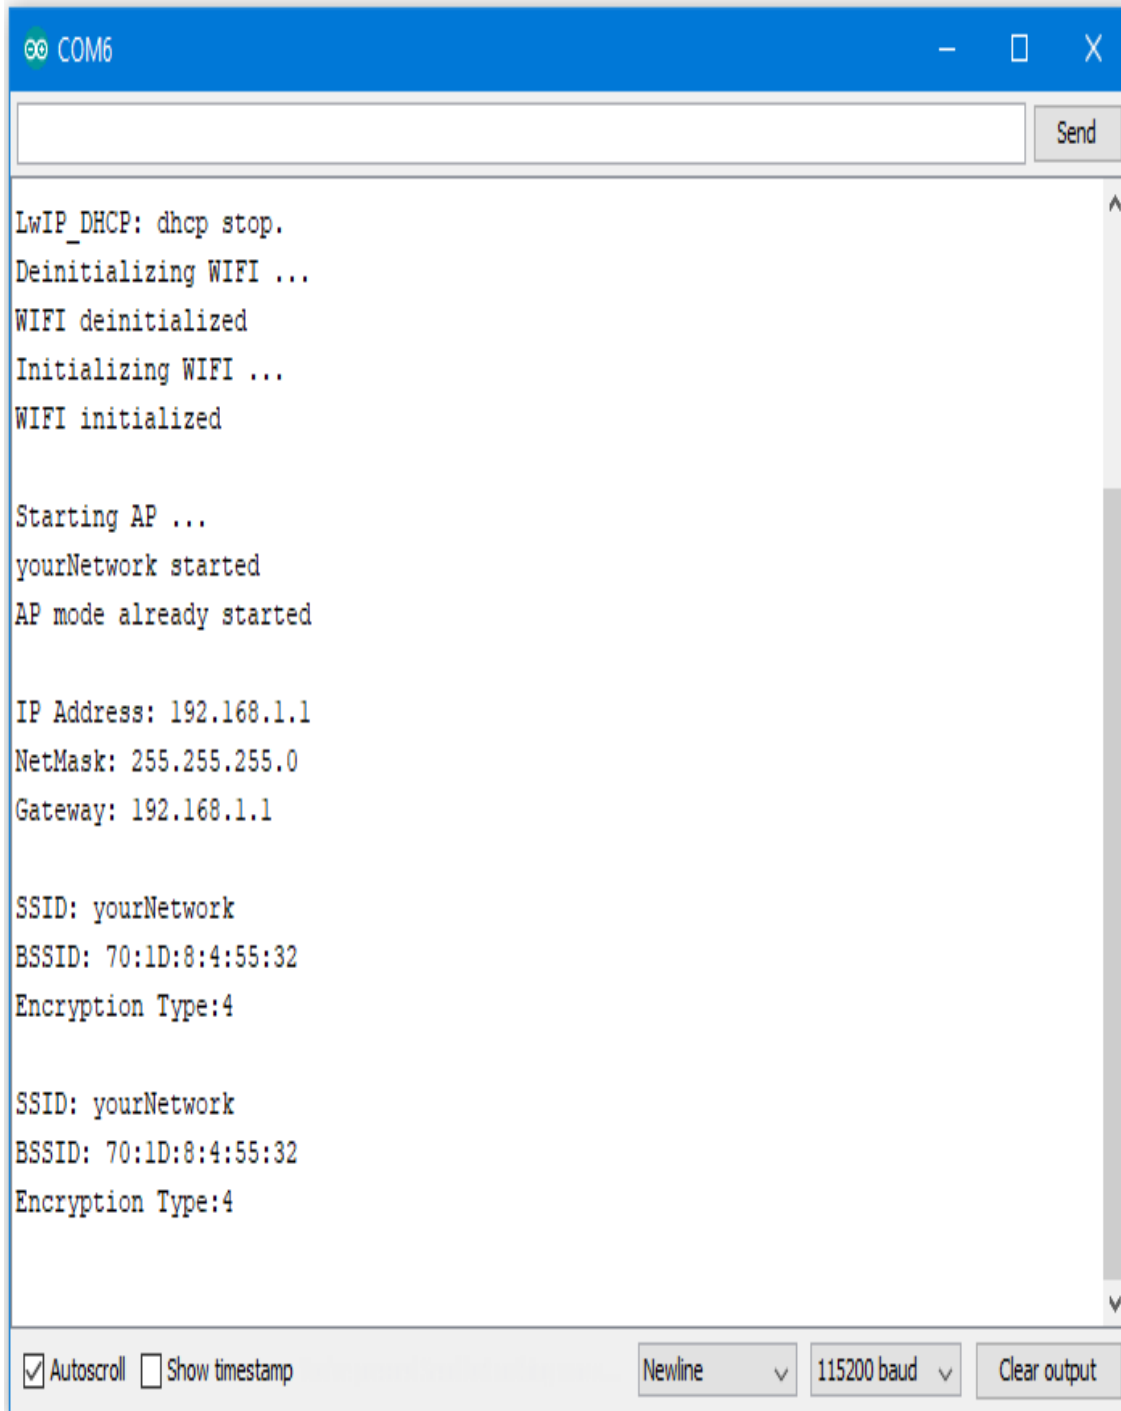 COM6
Send
LwIP_DHCP: dhcp stop.
Deinitializing WIFI ...
WIFI deinitialized
Initializing WIFI ...
WIFI initialized
Starting AP ...
yourNetwork started
AP mode already started
IP Address: 192.168.1.1
NetMask: 255.255.255.0
Gateway: 192.168.1.1
SSID: yourNetwork
BSSID: 70:1D:8:4:55:32
Encryption Type:4
SSID: yourNetwork
BSSID: 70:1D:8:4:55:32
Encryption Type:4
Autoscroll Show timestamp Newline 115200 baud Clear output